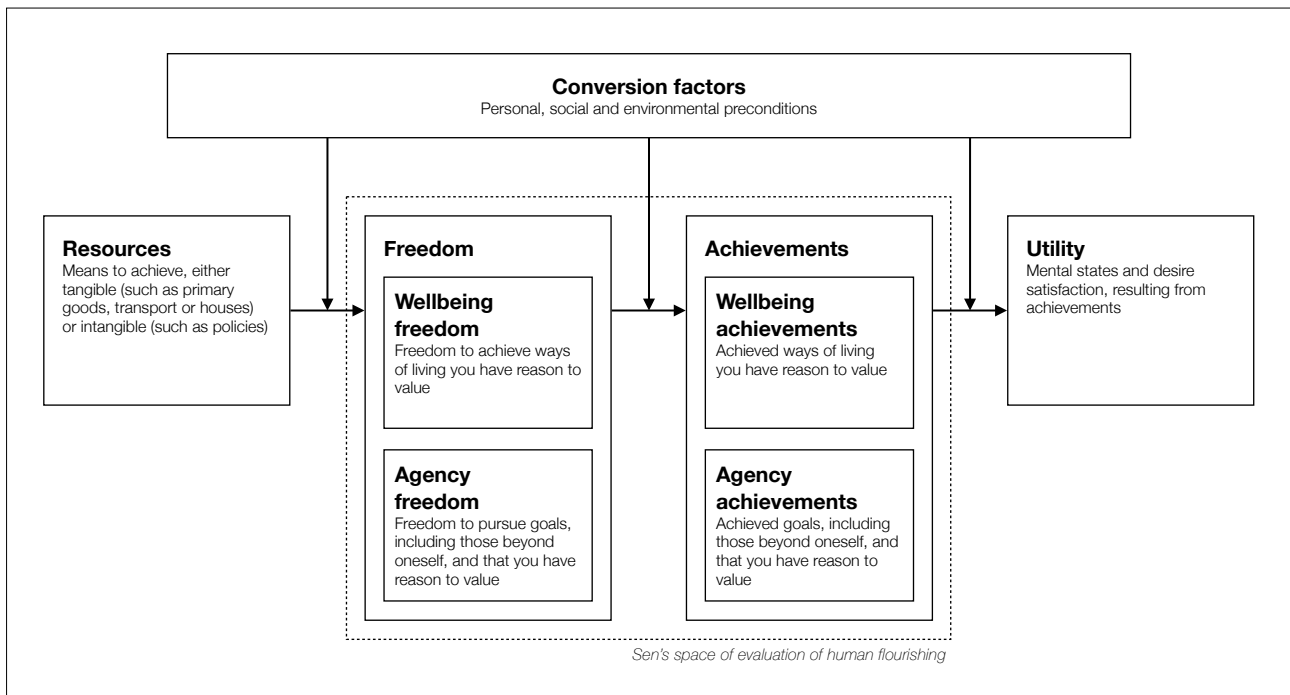 Conversion factors
Personal, social and environmental preconditions
Resources
Means to achieve, either
tangible (such as primary
goods, transport or houses)
or intangible (such as policies)
Freedom
Wellbeing
freedom
Freedom to achieve ways
of living you have reason to
value
Agency
freedom
Freedom to pursue goals,
including those beyond
oneself, and that you have
reason to value
Achievements
Wellbeing
achievements
Achieved ways of living
you have reason to value
Agency
achievements
Achieved goals, including
those beyond oneself, and
that you have reason to
value
Utility
Mental states and desire
satisfaction, resulting from
achievements
Sen's space of evaluation of human flourishing